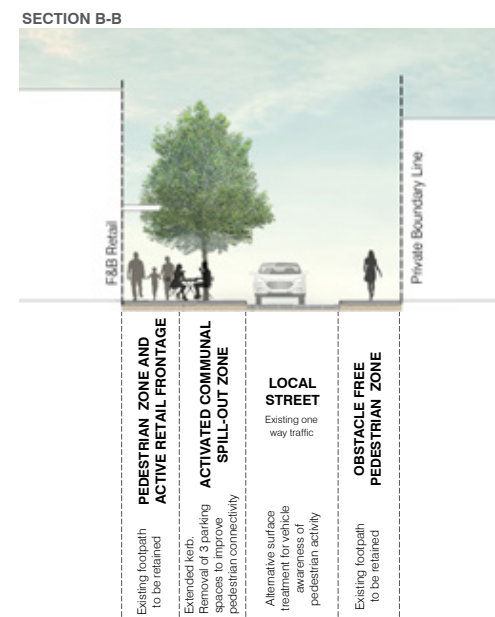 SECTION B-B
F&B Retail
Private Boundary Line
PEDESTRIAN ZONE AND
ACTIVE RETAIL FRONTAGE
Existing footpath
to be retained
ACTIVATED COMMUNAL
SPILL-OUT ZONE
Extended kerb.
Removal of 3 parking
spaces to improve
pedestrian connectivity
LOCAL
STREET
Existing one
way traffic
Alternative surface
treatment for vehicle
awareness of
pedestrian activity
OBSTACLE FREE
PEDESTRIAN ZONE
Existing footpath
to be retained